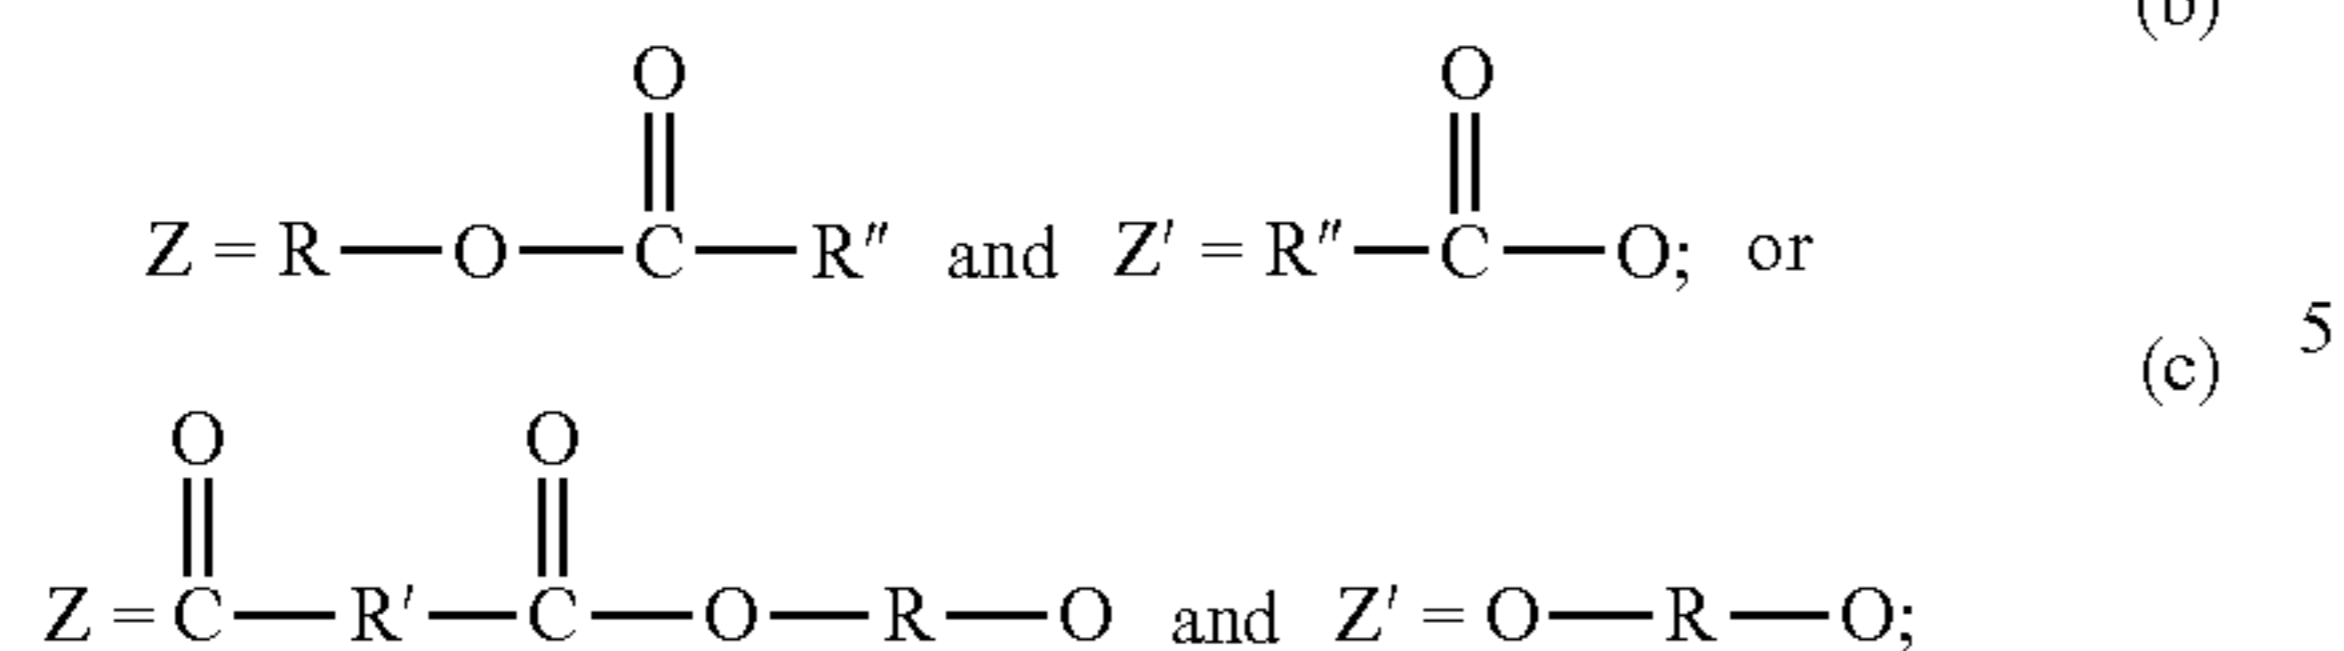 (b)
O O
Z = R—O—C—R″ and Z′ = R″—C—O; or
5
(c)
O O
Z = C—R′—C—O—R—O and Z′ = O—R—O;